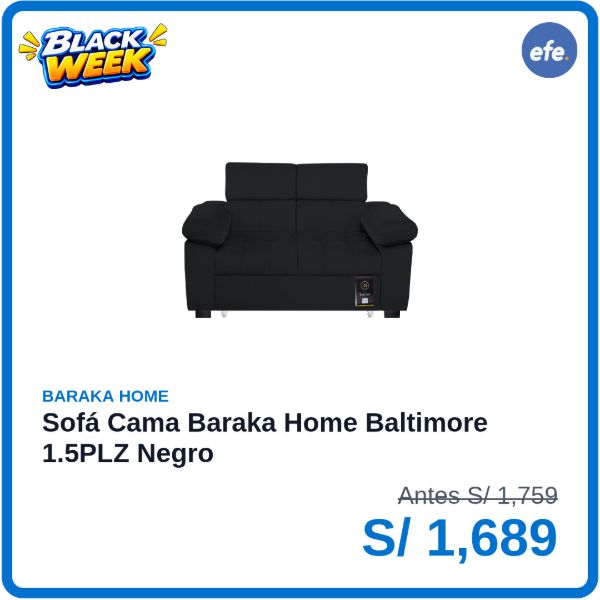 BLACK
WEEK
efe.
BARAKA HOME
Sofá Cama Baraka Home Baltimore
1.5PLZ Negro
Antes S/ 1,759
S/ 1,689